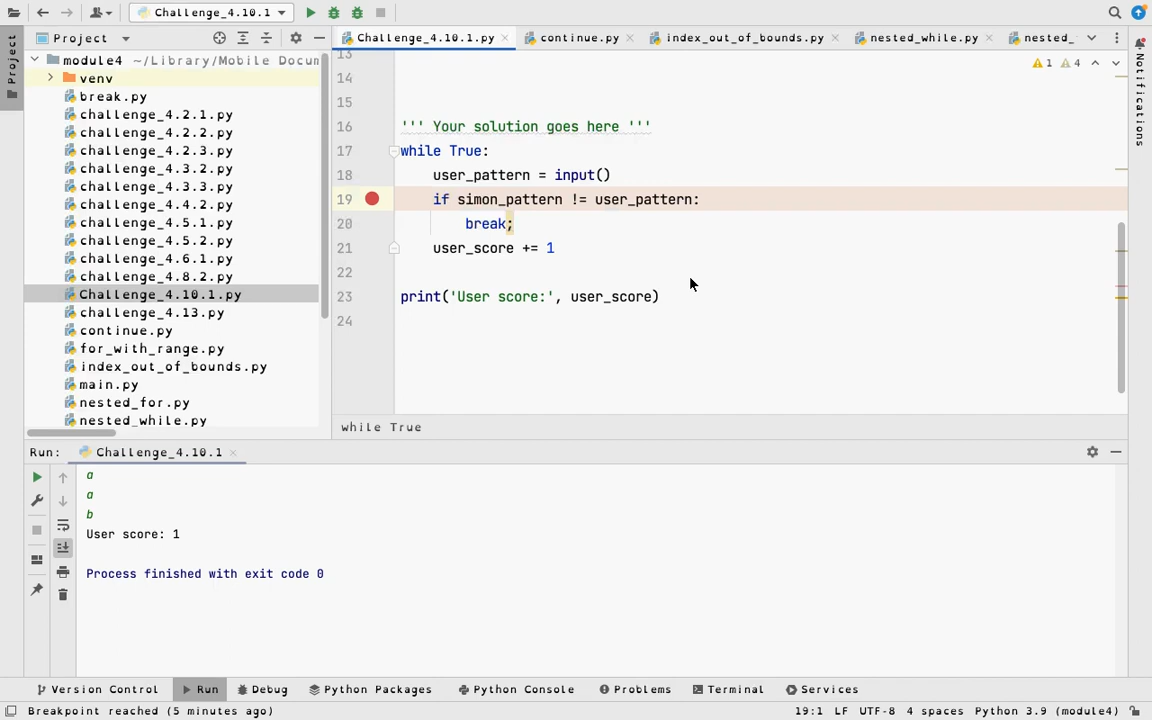 Challenge_4.10.1
Project
Project
module4 ~/Library/Mobile Docum
venv
break.py
challenge_4.2.1.py
challenge_4.2.2.py
challenge_4.2.3.py
challenge_4.3.2.py
challenge_4.3.3.py
challenge_4.4.2.py
challenge_4.5.1.py
challenge_4.5.2.py
challenge_4.6.1.py
challenge_4.8.2.py
Challenge_4.10.1.py
challenge_4.13.py
continue.py
for_with_range.py
index_out_of_bounds.py
main.py
nested_for.py
nested_while.py
Challenge_4.10.1.py continue.py index_out_of_bounds.py nested_while.py nested_
1 4
Notifications
13
14
15
16 ''' Your solution goes here '''
17 while True:
18 user_pattern = input()
19 if simon_pattern != user_pattern:
20 break;
21 user_score += 1
22
23 print('User score:', user_score)
24
while True
Run: Challenge_4.10.1
a
a
b
User score: 1
Process finished with exit code 0
Version Control Run Debug Python Packages Python Console Problems Terminal Services
Breakpoint reached (5 minutes ago) 19:1 LF UTF-8 4 spaces Python 3.9 (module4)